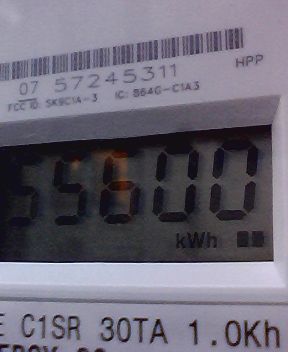 HPP
07 57245311
FCC ID: SK9C1A-3 IC: 864G-C1A3
55600
kWh
C1SR 30TA 1.0Kh